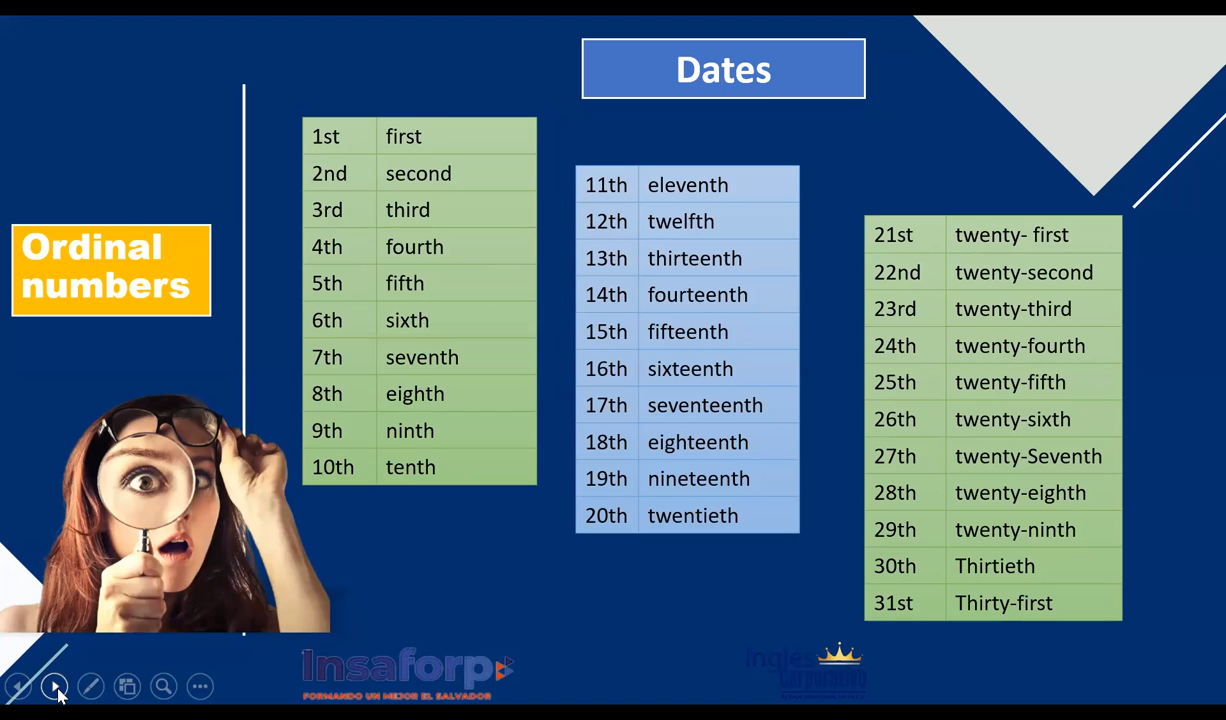 Dates
Ordinal
numbers
1st first
2nd second
3rd third
4th fourth
5th fifth
6th sixth
7th seventh
8th eighth
9th ninth
10th tenth
11th eleventh
12th twelfth
13th thirteenth
14th fourteenth
15th fifteenth
16th sixteenth
17th seventeenth
18th eighteenth
19th nineteenth
20th twentieth
21st twenty- first
22nd twenty-second
23rd twenty-third
24th twenty-fourth
25th twenty-fifth
26th twenty-sixth
27th twenty-Seventh
28th twenty-eighth
29th twenty-ninth
30th Thirtieth
31st Thirty-first
Insaforp
FORMANDO UN MEJOR EL SALVADOR
Inglés
Corporativo